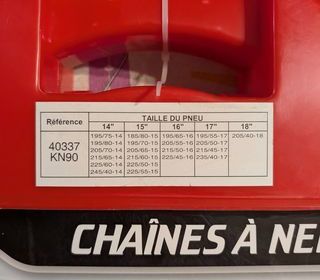 Référence TAILLE DU PNEU
14" 15" 16" 17" 18"
40337
KN90
195/75-14 185/80-15 195/65-16 195/55-17 205/40-18
195/80-14 195/70-15 205/55-16 205/50-17
205/70-14 205/65-15 215/50-16 215/45-17
215/65-14 215/60-15 225/45-16 235/40-17
225/60-14 225/50-15
245/40-14 225/55-15
CHAÎNES À NEI